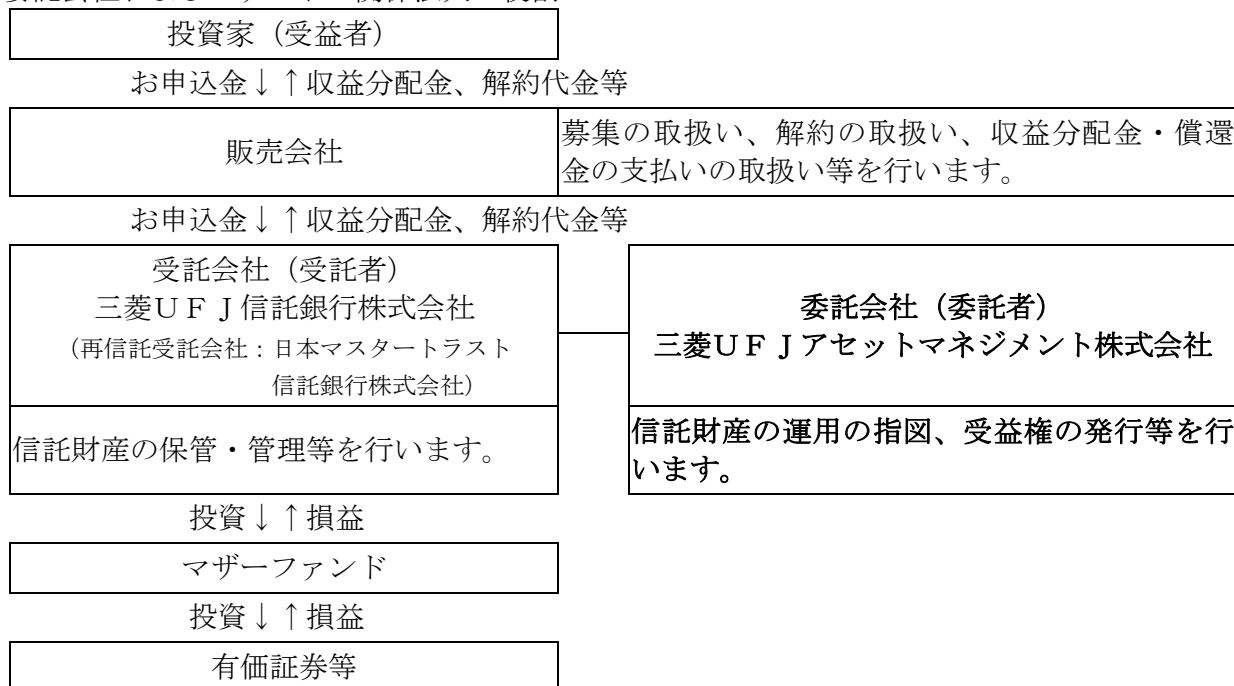 投資家（受益者）
お申込金↓↑収益分配金、解約代金等
販売会社
募集の取扱い、解約の取扱い、収益分配金・償還
金の支払いの取扱い等を行います。
お申込金↓↑収益分配金、解約代金等
受託会社（受託者）
三菱ＵＦＪ信託銀行株式会社
（再信託受託会社：日本マスタートラスト
信託銀行株式会社）
委託会社（委託者）
三菱ＵＦＪアセットマネジメント株式会社
信託財産の保管・管理等を行います。
信託財産の運用の指図、受益権の発行等を行
います。
投資↓↑損益
マザーファンド
投資↓↑損益
有価証券等